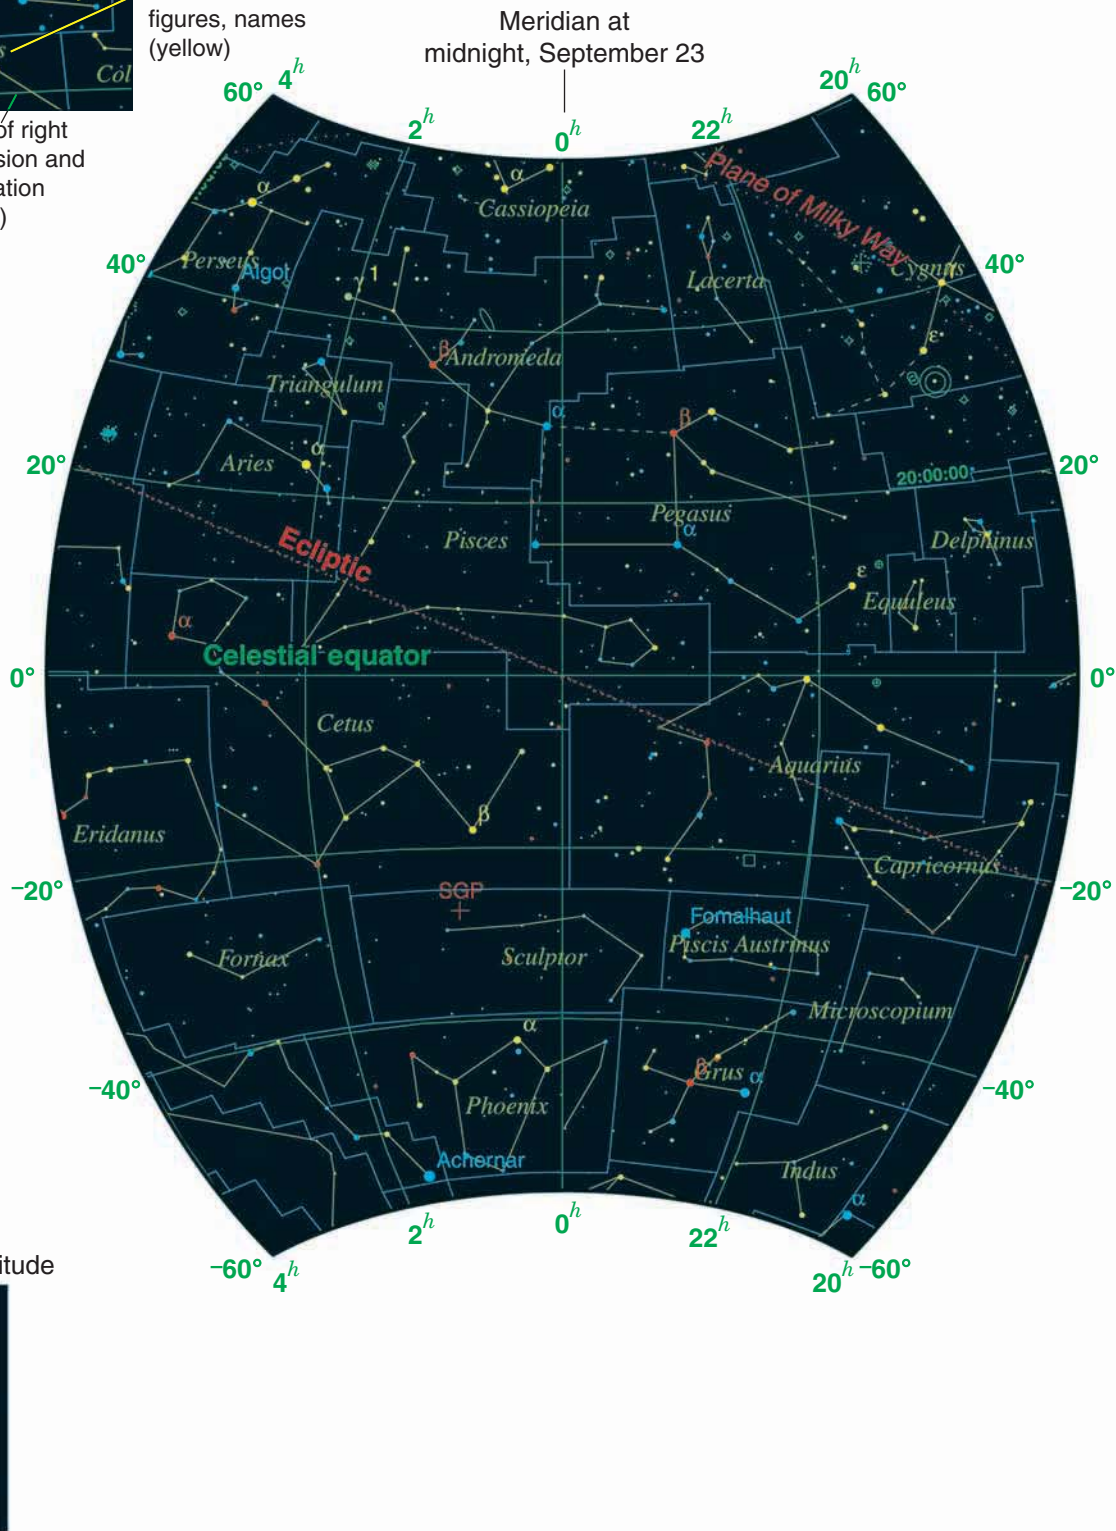 figures, names
(yellow)
Meridian at
midnight, September 23
Col
of right
sion and
ation
)
s
60° 4h
2h
0h
22h
20h 60°
α
α
Plane of Milky Way
Cassiopeia
40°
Perseus
Algol
γ 1
Lacerta
Cygnus
40°
β
Andromeda
ε
Triangulum
α
β
α
20°
Aries
20:00:00
20°
Pegasus
Ecliptic
Pisces
α
Delphinus
ε
Equuleus
α
Celestial equator
0°
0°
Cetus
Aquarius
β
Eridanus
Capricornus
−20°
SGP
−20°
Fomalhaut
Fornax
Sculptor
Piscis Austrinus
Microscopium
α
β
Grus α
−40°
−40°
Phoenix
Achernar
Indus
α
2h
0h
22h
−60° 4h
20h −60°
itude